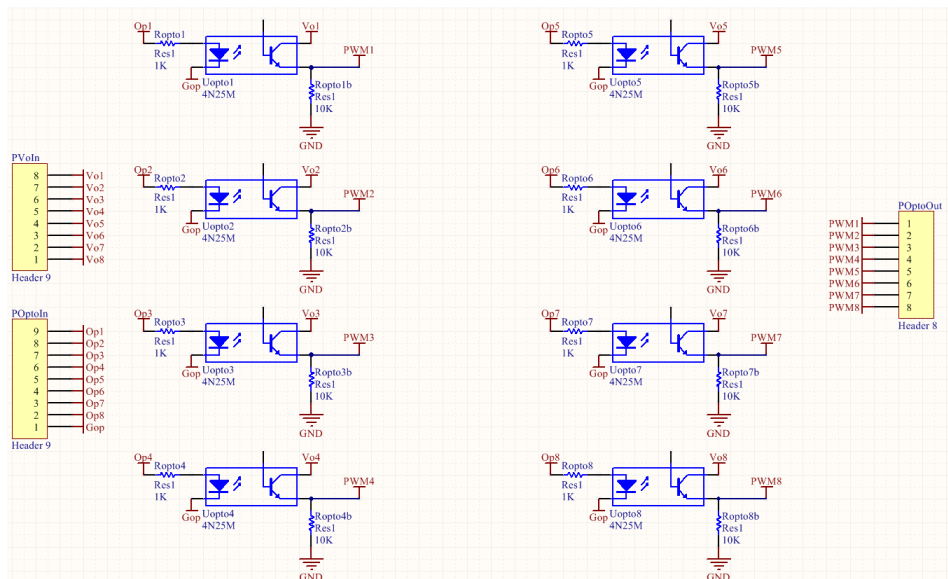 Op1
Ropto1
Res1
1K
Gop
Uopto1
4N25M
Vo1
PWM1
Ropto1b
Res1
10K
GND
Op5
Ropto5
Res1
1K
Gop
Uopto5
4N25M
Vo5
PWM5
Ropto5b
Res1
10K
GND
PVoIn
8 Vo1
7 Vo2
6 Vo3
5 Vo4
4 Vo5
3 Vo6
2 Vo7
1 Vo8
Header 9
Op2
Ropto2
Res1
1K
Gop
Uopto2
4N25M
Vo2
PWM2
Ropto2b
Res1
10K
GND
Op6
Ropto6
Res1
1K
Gop
Uopto6
4N25M
Vo6
PWM6
Ropto6b
Res1
10K
GND
POptoOut
PWM1 1
PWM2 2
PWM3 3
PWM4 4
PWM5 5
PWM6 6
PWM7 7
PWM8 8
Header 8
POptoIn
9 Op1
8 Op2
7 Op3
6 Op4
5 Op5
4 Op6
3 Op7
2 Op8
1 Gop
Header 9
Op3
Ropto3
Res1
1K
Gop
Uopto3
4N25M
Vo3
PWM3
Ropto3b
Res1
10K
GND
Op7
Ropto7
Res1
1K
Gop
Uopto7
4N25M
Vo7
PWM7
Ropto7b
Res1
10K
GND
Op4
Ropto4
Res1
1K
Gop
Uopto4
4N25M
Vo4
PWM4
Ropto4b
Res1
10K
GND
Op8
Ropto8
Res1
1K
Gop
Uopto8
4N25M
Vo8
PWM8
Ropto8b
Res1
10K
GND